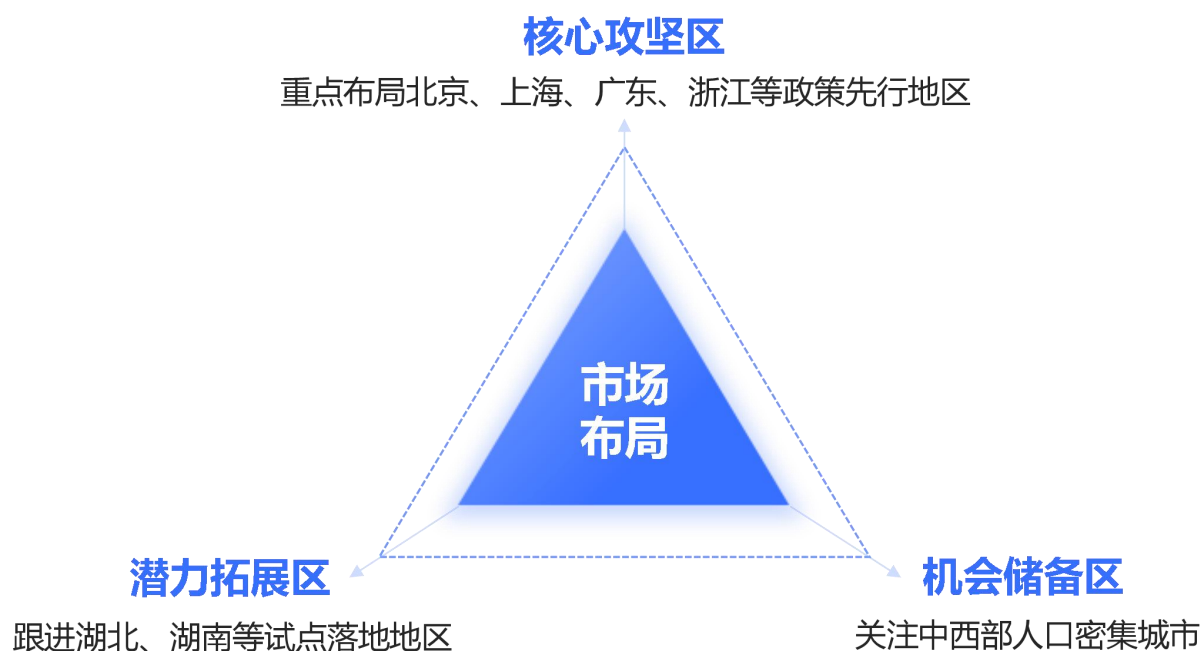 核心攻坚区
重点布局北京、上海、广东、浙江等政策先行地区
市场
布局
潜力拓展区
跟进湖北、湖南等试点落地地区
机会储备区
关注中西部人口密集城市